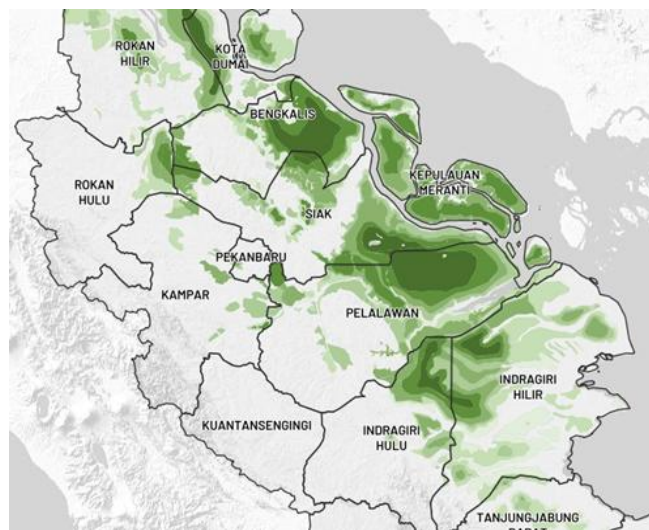 ROKAN
HILIR
KOTA
DUMAI
BENGKALIS
ROKAN
HULU
KEPULAUAN
MERANTI
SIAK
PEKANBARU
KAMPAR
PELALAWAN
INDRAGIRI
HILIR
KUANTANSENGINGI
INDRAGIRI
HULU
TANJUNGJABUNG
BARAT